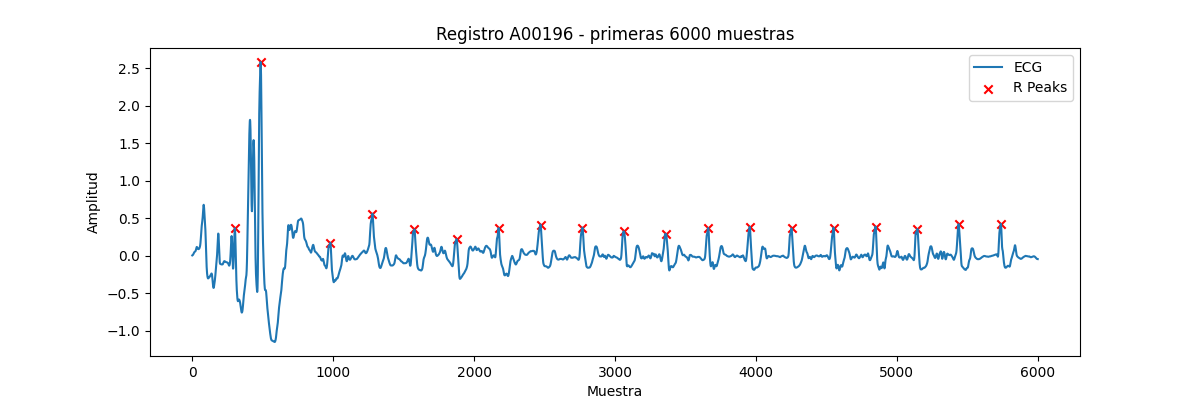 Registro A00196 - primeras 6000 muestras
ECG
R Peaks
2.5
2.0
1.5
1.0
0.5
0.0
−0.5
−1.0
Amplitud
0 1000 2000 3000 4000 5000 6000
Muestra